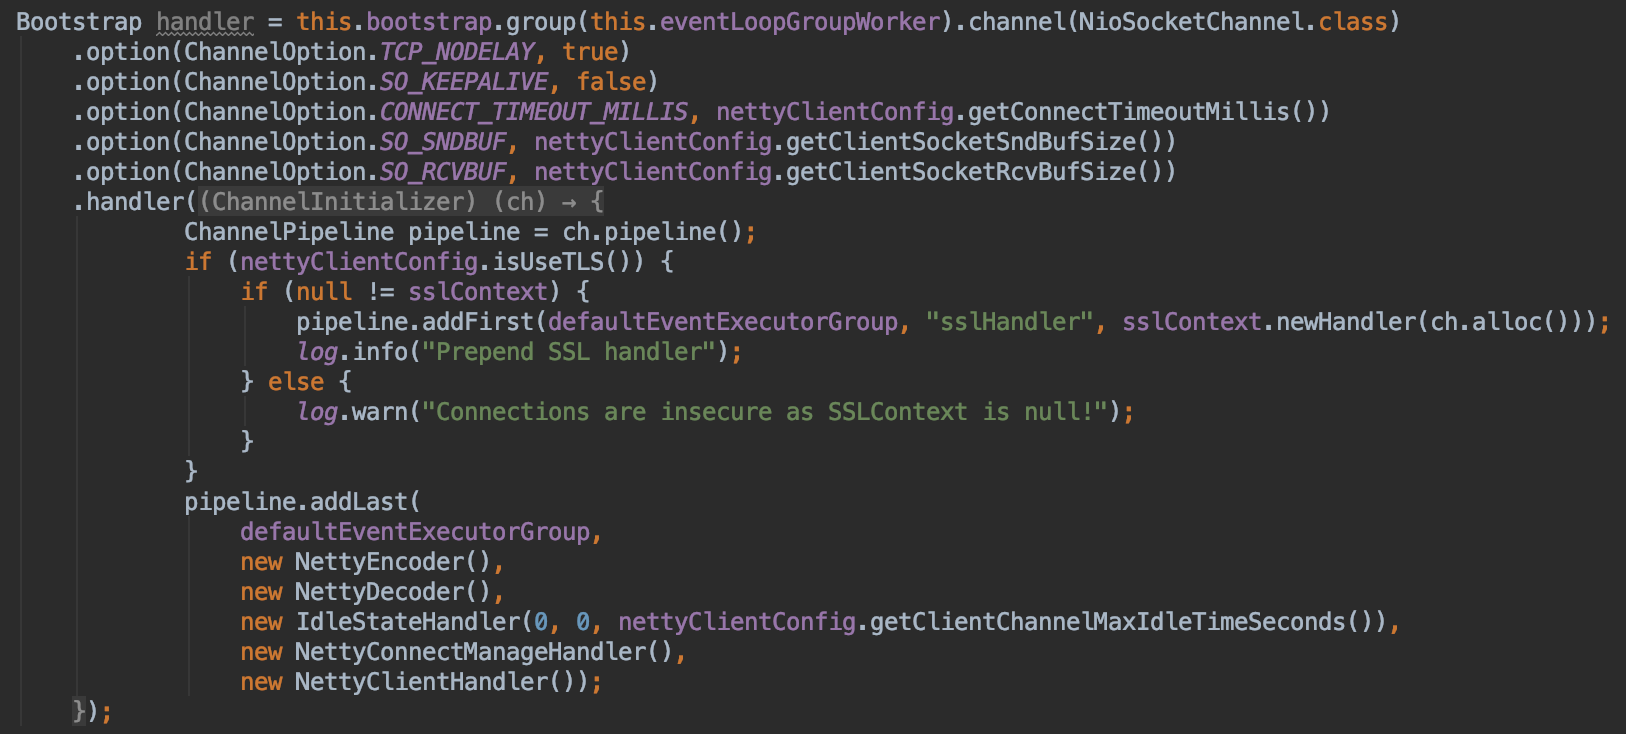 Bootstrap handler = this.bootstrap.group(this.eventLoopGroupWorker).channel(NioSocketChannel.class)
.option(ChannelOption.TCP_NODELAY, true)
.option(ChannelOption.SO_KEEPALIVE, false)
.option(ChannelOption.CONNECT_TIMEOUT_MILLIS, nettyClientConfig.getConnectTimeoutMillis())
.option(ChannelOption.SO_SNDBUF, nettyClientConfig.getClientSocketSndBufSize())
.option(ChannelOption.SO_RCVBUF, nettyClientConfig.getClientSocketRcvBufSize())
.handler((ChannelInitializer) (ch) → {
ChannelPipeline pipeline = ch.pipeline();
if (nettyClientConfig.isUseTLS()) {
if (null != sslContext) {
pipeline.addFirst(defaultEventExecutorGroup, "sslHandler", sslContext.newHandler(ch.alloc()));
log.info("Prepend SSL handler");
} else {
log.warn("Connections are insecure as SSLContext is null!");
}
}
pipeline.addLast(
defaultEventExecutorGroup,
new NettyEncoder(),
new NettyDecoder(),
new IdleStateHandler(0, 0, nettyClientConfig.getClientChannelMaxIdleTimeSeconds()),
new NettyConnectManageHandler(),
new NettyClientHandler());
});